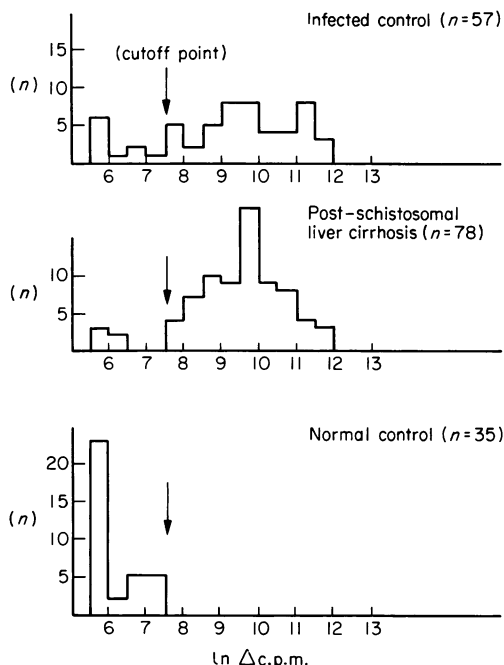 Infected control (n=57)
15
(cutoff point)
(n)
10
5
6 7 8 9 10 11 12 13
Post-schistosomal
liver cirrhosis (n=78)
10
(n)
5
6 7 8 9 10 11 12 13
Normal control (n=35)
20
15
(n)
10
5
6 7 8 9 10 11 12 13
ln Δc.p.m.